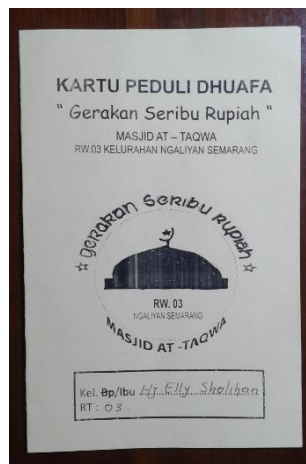 KARTU PEDULI DHUAFA
" Gerakan Seribu Rupiah "
MASJID AT – TAQWA
RW.03 KELURAHAN NGALIYAN SEMARANG
☆ Gerakan Seribu Rupiah ☆
RW. 03
NGALIYAN SEMARANG
MASJID AT -TAQWA
Kel. Bp/Ibu Hj Elly Sholihan
RT : 03